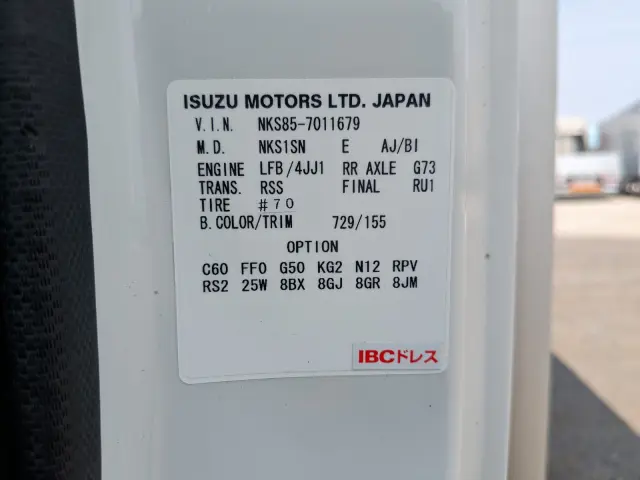 ISUZU MOTORS LTD. JAPAN
V.I.N. NKS85-7011679
M.D. NKS1SN E AJ/BI
ENGINE LFB/4JJ1 RR AXLE G73
TRANS. RSS FINAL RU1
TIRE #70
B.COLOR/TRIM 729/155
OPTION
C60 FF0 G50 KG2 N12 RPV
RS2 25W 8BX 8GJ 8GR 8JM
IBCドレス